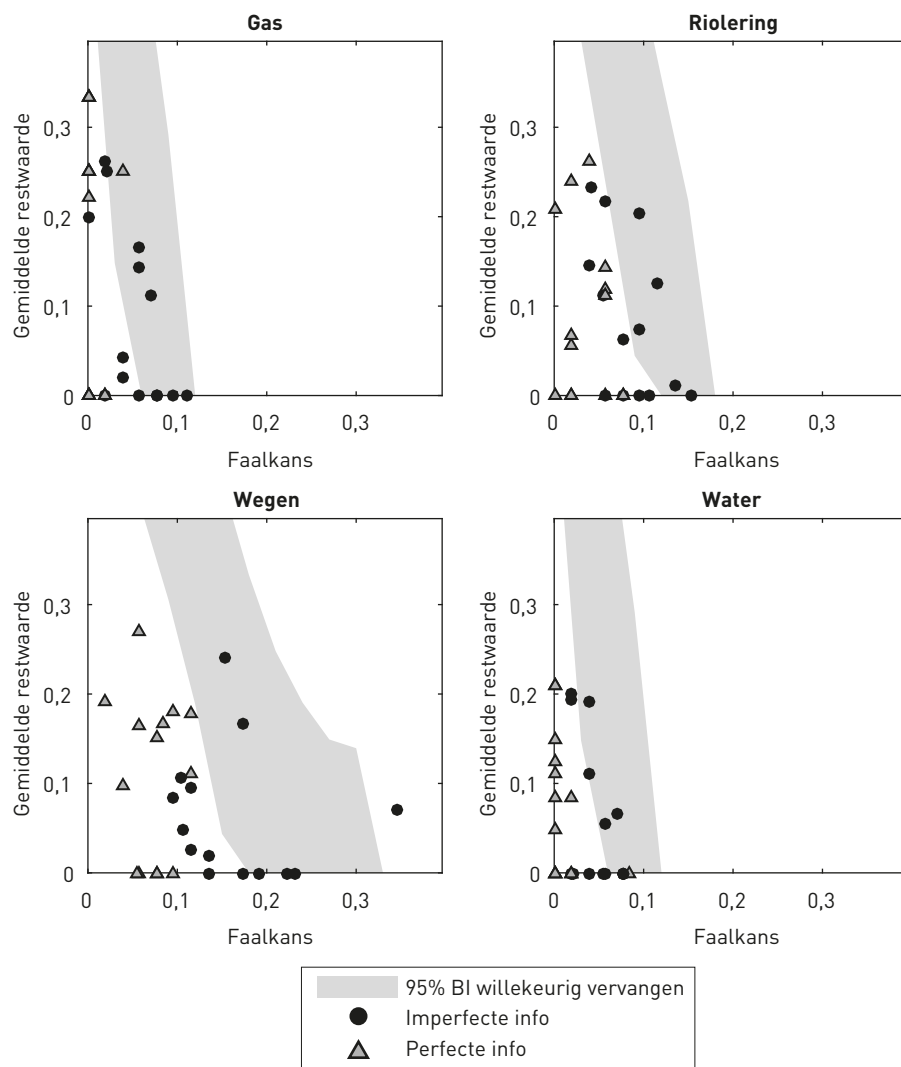 Gas
Gemiddelde restwaarde
0,3
0,2
0,1
0
0
0,1
0,2
0,3
Faalkans
Riolering
Gemiddelde restwaarde
0,3
0,2
0,1
0
0
0,1
0,2
0,3
Faalkans
Wegen
Gemiddelde restwaarde
0,3
0,2
0,1
0
0
0,1
0,2
0,3
Faalkans
Water
Gemiddelde restwaarde
0,3
0,2
0,1
0
0
0,1
0,2
0,3
Faalkans
95% BI willekeurig vervangen
Imperfecte info
Perfecte info